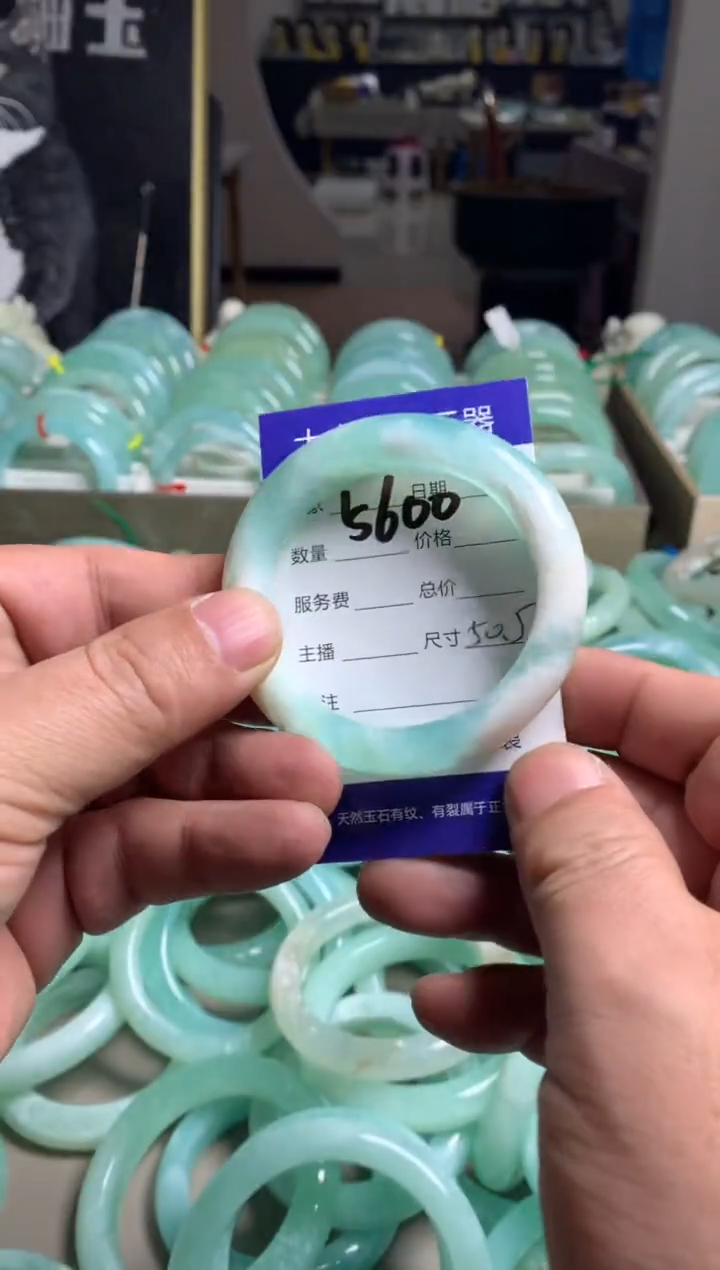 玉
器
5600
日期
数量 价格
服务费 总价
主播 尺寸 50.5
注
天然玉石有纹、有裂属于正